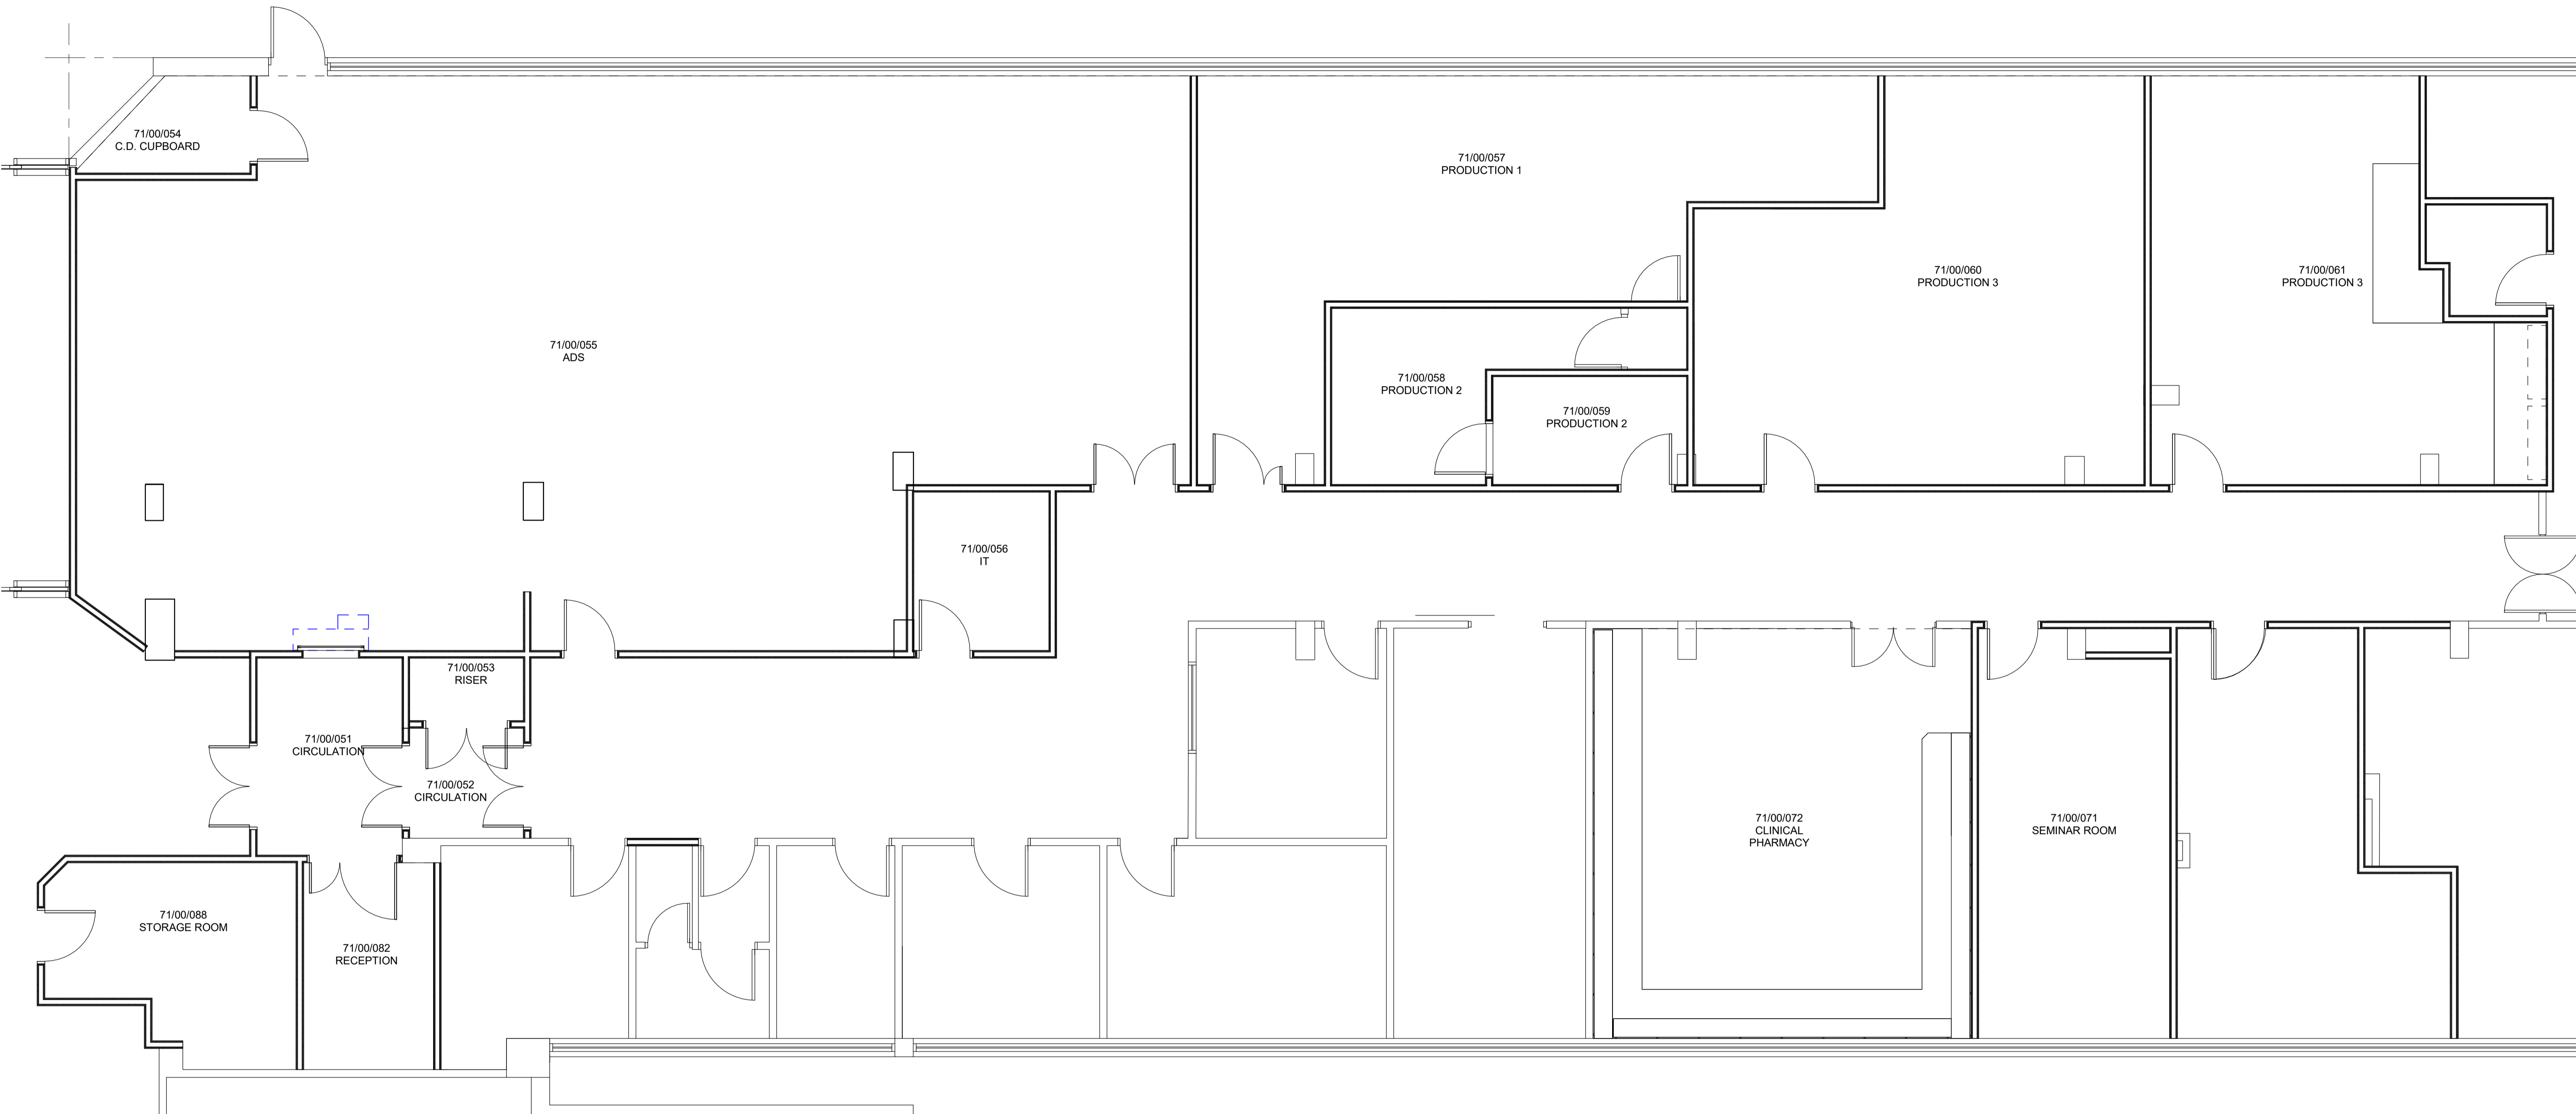 71/00/054
C.D. CUPBOARD
71/00/057
PRODUCTION 1
71/00/060
PRODUCTION 3
71/00/061
PRODUCTION 3
71/00/055
ADS
71/00/058
PRODUCTION 2
71/00/059
PRODUCTION 2
71/00/056
IT
71/00/053
RISER
71/00/051
CIRCULATION
71/00/052
CIRCULATION
71/00/072
CLINICAL
PHARMACY
71/00/071
SEMINAR ROOM
71/00/088
STORAGE ROOM
71/00/082
RECEPTION